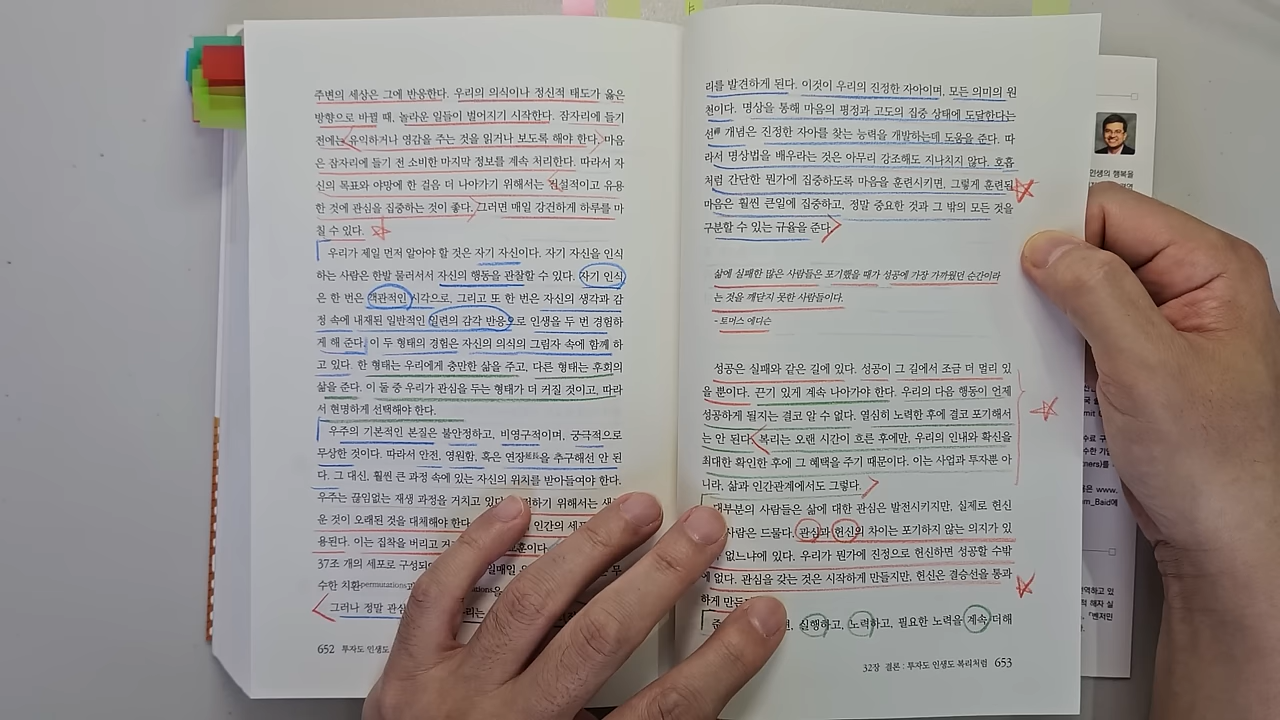 주변의 세상은 그에 반응한다. 우리의 의식이나 정신적 태도가 옳은
방향으로 바뀔 때, 놀라운 일들이 벌어지기 시작한다. 잠자리에 들기
전에는 유익하거나 영감을 주는 것을 읽거나 보도록 해야 한다. 마음
은 잠자리에 들기 전 소비한 마지막 정보를 계속 처리한다. 따라서 자
신의 목표와 야망에 한 걸음 더 나아가기 위해서는 건설적이고 유용
한 것에 관심을 집중하는 것이 좋다. 그러면 매일 강건하게 하루를 마
칠 수 있다.
우리가 제일 먼저 알아야 할 것은 자기 자신이다. 자기 자신을 인식
하는 사람은 한발 물러서서 자신의 행동을 관찰할 수 있다. 자기 인식
은 한 번은 객관적인 시각으로, 그리고 또 한 번은 자신의 생각과 감
정 속에 내재된 일반적인 일련의 감각 반응으로 인생을 두 번 경험하
게 해 준다. 이 두 형태의 경험은 자신의 의식의 그림자 속에 함께 하
고 있다. 한 형태는 우리에게 충만한 삶을 주고, 다른 형태는 후회의
삶을 준다. 이 둘 중 우리가 관심을 두는 형태가 더 커질 것이고, 따라
서 현명하게 선택해야 한다.
우주의 기본적인 본질은 불안정하고, 비영구적이며, 궁극적으로
무상한 것이다. 따라서 안전, 영원함, 혹은 연장延長을 추구해선 안 된
다. 그 대신, 훨씬 큰 과정 속에 있는 자신의 위치를 받아들여야 한다.
우주는 끊임없는 재생 과정을 거치고 있다.
운 것이 오래된 것을 대체해야 한다. 인간의 세포
용된다. 이는 집착을 버리고
37조 개의 세포로 구성되
수한 치환permutations
그러나 정말 관심
652 투자도 인생도
리를 발견하게 된다. 이것이 우리의 진정한 자아이며, 모든 의미의 원
천이다. 명상을 통해 마음의 평정과 고도의 집중 상태에 도달한다는
선禪 개념은 진정한 자아를 찾는 능력을 개발하는데 도움을 준다. 따
라서 명상법을 배우라는 것은 아무리 강조해도 지나치지 않다. 호흡
처럼 간단한 뭔가에 집중하도록 마음을 훈련시키면, 그렇게 훈련된
마음은 훨씬 큰일에 집중하고, 정말 중요한 것과 그 밖의 모든 것을
구분할 수 있는 규율을 준다.
삶에 실패한 많은 사람들은 포기했을 때가 성공에 가장 가까웠던 순간이라
는 것을 깨닫지 못한 사람들이다.
- 토머스 에디슨
성공은 실패와 같은 길에 있다. 성공이 그 길에서 조금 더 멀리 있
을 뿐이다. 끈기 있게 계속 나아가야 한다. 우리의 다음 행동이 언제
성공하게 될지는 결코 알 수 없다. 열심히 노력한 후에 결코 포기해서
는 안 된다. 복리는 오랜 시간이 흐른 후에만, 우리의 인내와 확신을
최대한 확인한 후에 그 혜택을 주기 때문이다. 이는 사업과 투자뿐 아
니라, 삶과 인간관계에서도 그렇다.
대부분의 사람들은 삶에 대한 관심은 발전시키지만, 실제로 헌신
사람은 드물다. 관심과 헌신의 차이는 포기하지 않는 의지가 있
없느냐에 있다. 우리가 뭔가에 진정으로 헌신하면 성공할 수밖
에 없다. 관심을 갖는 것은 시작하게 만들지만, 헌신은 결승선을 통과
하게 만든
실행하고, 노력하고, 필요한 노력을 계속 더해
32장 결론 : 투자도 인생도 복리처럼 653
인생의 행복을